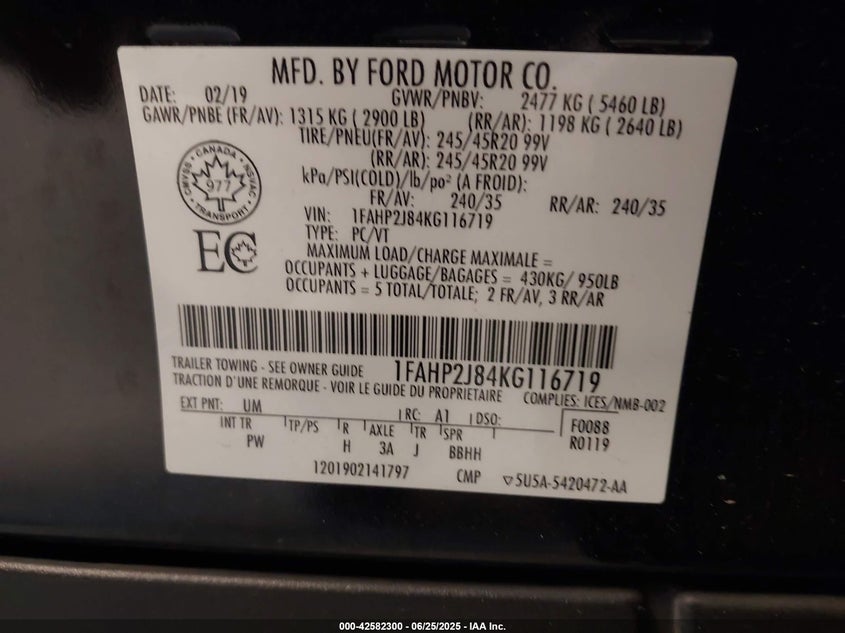 MFD. BY FORD MOTOR CO.
DATE: 02/19 GVWR/PNBV: 2477 KG ( 5460 LB)
GAWR/PNBE (FR/AV): 1315 KG ( 2900 LB) (RR/AR): 1198 KG ( 2640 LB)
TIRE/PNEU(FR/AV): 245/45R20 99V
(RR/AR): 245/45R20 99V
kPa/PSI(COLD)/lb/po² (A FROID):
FR/AV: 240/35 RR/AR: 240/35
CANADA
CMVSS NSVAC
977
TRANSPORT
VIN: 1FAHP2J84KG116719
TYPE: PC/VT
EC
MAXIMUM LOAD/CHARGE MAXIMALE =
OCCUPANTS + LUGGAGE/BAGAGES = 430KG/ 950LB
OCCUPANTS = 5 TOTAL/TOTALE; 2 FR/AV, 3 RR/AR
TRAILER TOWING - SEE OWNER GUIDE 1FAHP2J84KG116719
TRACTION D'UNE REMORQUE - VOIR LE GUIDE DU PROPRIETAIRE COMPLIES: ICES/NMB-002
EXT PNT: UM RC: A1 DSO: F0088
INT TR TP/PS R AXLE TR SPR R0119
PW H 3A J BBHH
1201902141797 CMP 5U5A-5420472-AA
000-42582300 - 06/25/2025 - IAA Inc.